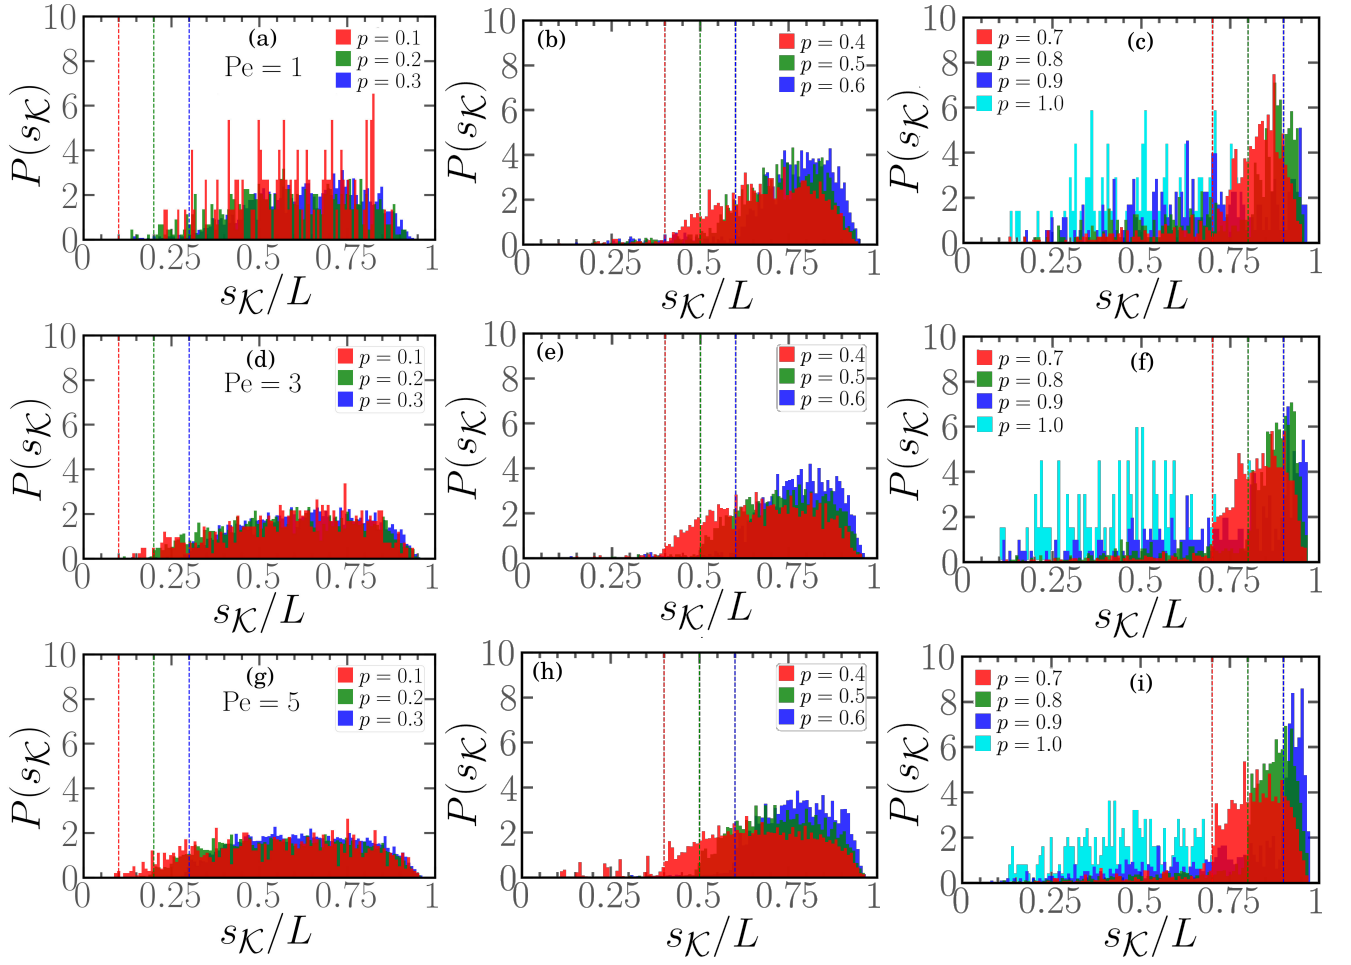 (a)
Pe = 1
p = 0.1
p = 0.2
p = 0.3
P(s𝒦)
10
8
6
4
2
0
0 0.25 0.5 0.75 1
s𝒦/L
(b)
p = 0.4
p = 0.5
p = 0.6
P(s𝒦)
10
8
6
4
2
0
0 0.25 0.5 0.75 1
s𝒦/L
(c)
p = 0.7
p = 0.8
p = 0.9
p = 1.0
P(s𝒦)
10
8
6
4
2
0
0 0.25 0.5 0.75 1
s𝒦/L
(d)
Pe = 3
p = 0.1
p = 0.2
p = 0.3
P(s𝒦)
10
8
6
4
2
0
0 0.25 0.5 0.75 1
s𝒦/L
(e)
p = 0.4
p = 0.5
p = 0.6
P(s𝒦)
10
8
6
4
2
0
0 0.25 0.5 0.75 1
s𝒦/L
(f)
p = 0.7
p = 0.8
p = 0.9
p = 1.0
P(s𝒦)
10
8
6
4
2
0
0 0.25 0.5 0.75 1
s𝒦/L
(g)
Pe = 5
p = 0.1
p = 0.2
p = 0.3
P(s𝒦)
10
8
6
4
2
0
0 0.25 0.5 0.75 1
s𝒦/L
(h)
p = 0.4
p = 0.5
p = 0.6
P(s𝒦)
10
8
6
4
2
0
0 0.25 0.5 0.75 1
s𝒦/L
(i)
p = 0.7
p = 0.8
p = 0.9
p = 1.0
P(s𝒦)
10
8
6
4
2
0
0 0.25 0.5 0.75 1
s𝒦/L